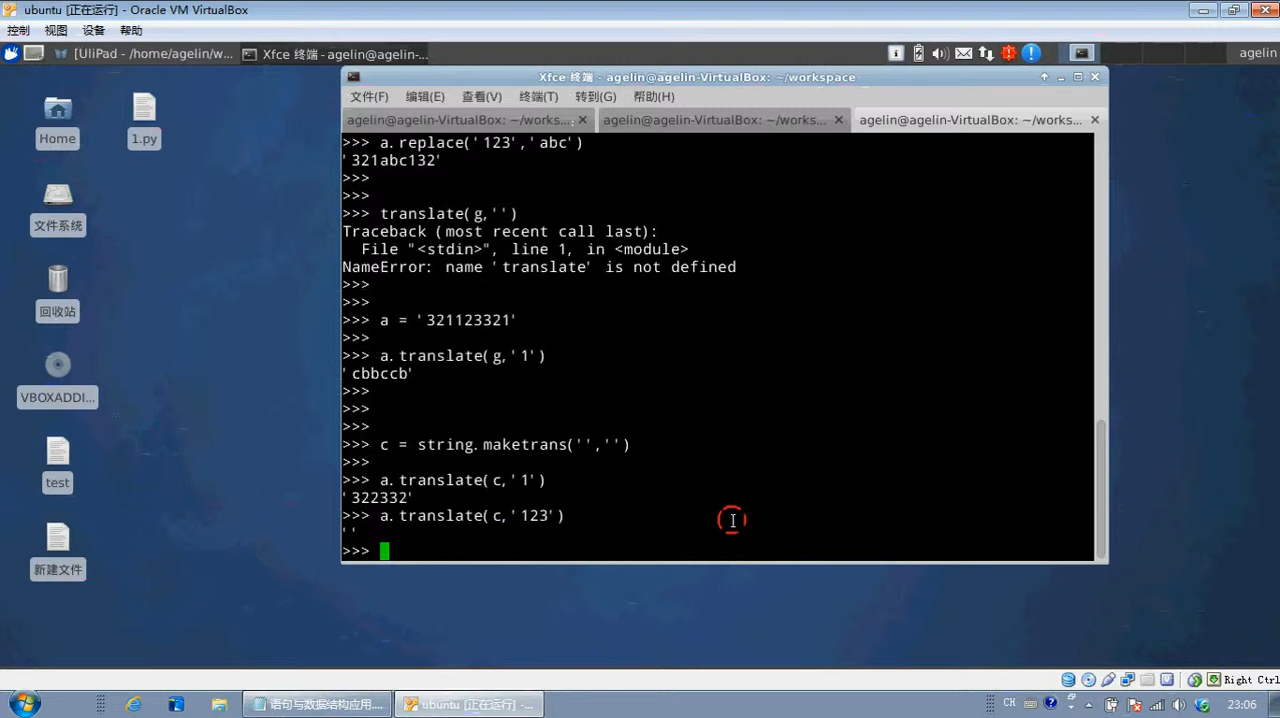 ubuntu [正在运行] - Oracle VM VirtualBox
控制 视图 设备 帮助
[UliPad - /home/agelin/w... Xfce 终端 - agelin@agelin-... agelin
Xfce 终端 - agelin@agelin-VirtualBox: ~/workspace
文件(F) 编辑(E) 查看(V) 终端(T) 转到(G) 帮助(H)
agelin@agelin-VirtualBox: ~/works... agelin@agelin-VirtualBox: ~/works... agelin@agelin-VirtualBox: ~/works...
>>> a.replace('123','abc')
'321abc132'
>>>
>>>
>>> translate(g,'')
Traceback (most recent call last):
File "<stdin>", line 1, in <module>
NameError: name 'translate' is not defined
>>>
>>>
>>> a = '321123321'
>>>
>>> a.translate(g,'1')
'cbbccb'
>>>
>>>
>>>
>>> c = string.maketrans('','')
>>>
>>> a.translate(c,'1')
'322332'
>>> a.translate(c,'123')
''
>>>
Home
1.py
文件系统
回收站
VBOXADDI...
test
新建文件
Right Ctrl
语句与数据结构应用....
ubuntu [正在运行] -...
CH
23:06